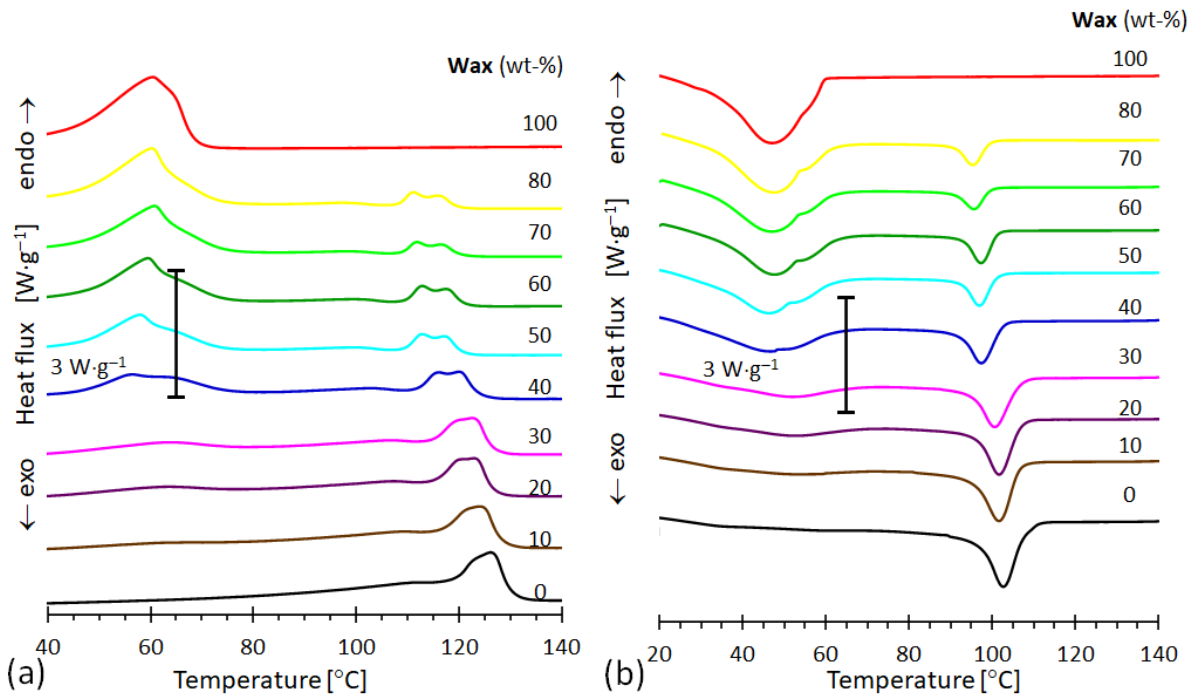 Wax (wt-%)
100
80
70
60
50
40
30
20
10
0
endo →
Heat flux [W·g⁻¹]
← exo
3 W·g⁻¹
40 60 80 100 120 140
Temperature [°C]
(a)
Wax (wt-%)
100
80
70
60
50
40
30
20
10
0
endo →
Heat flux [W·g⁻¹]
← exo
3 W·g⁻¹
20 40 60 80 100 120 140
Temperature [°C]
(b)